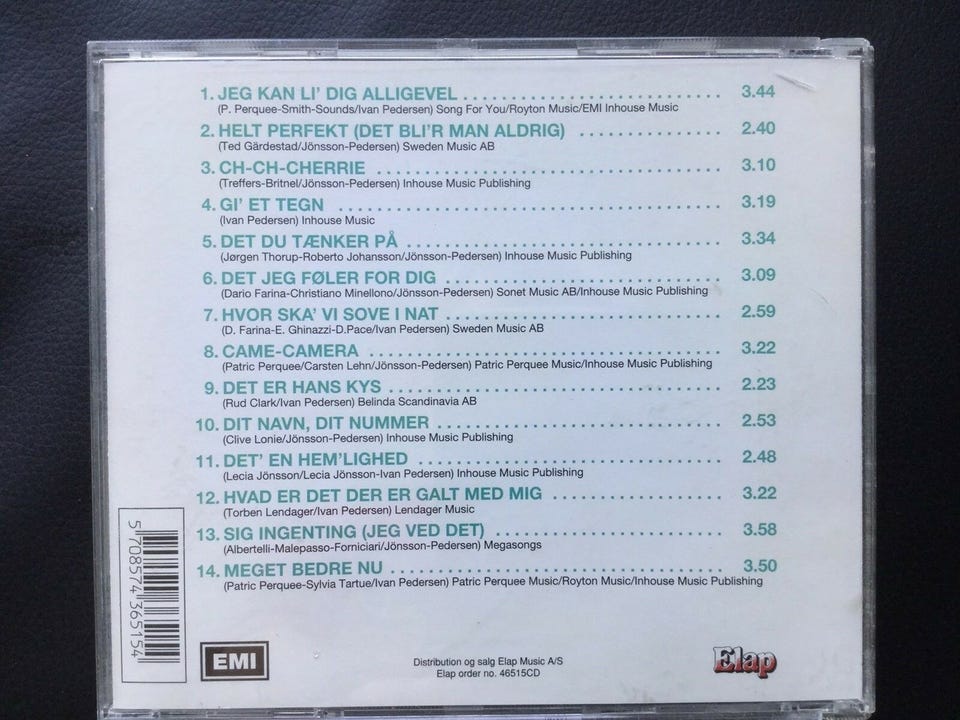 1. JEG KAN LI' DIG ALLIGEVEL ........................... 3.44
(P. Perquee-Smith-Sounds/Ivan Pedersen) Song For You/Royton Music/EMI Inhouse Music
2. HELT PERFEKT (DET BLI'R MAN ALDRIG) ............... 2.40
(Ted Gärdestad/Jönsson-Pedersen) Sweden Music AB
3. CH-CH-CHERRIE .................................... 3.10
(Treffers-Britnel/Jönsson-Pedersen) Inhouse Music Publishing
4. GI' ET TEGN ....................................... 3.19
(Ivan Pedersen) Inhouse Music
5. DET DU TÆNKER PÅ ................................. 3.34
(Jørgen Thorup-Roberto Johansson/Jönsson-Pedersen) Inhouse Music Publishing
6. DET JEG FØLER FOR DIG ............................. 3.09
(Dario Farina-Christiano Minellono/Jönsson-Pedersen) Sonet Music AB/Inhouse Music Publishing
7. HVOR SKA' VI SOVE I NAT ............................. 2.59
(D. Farina-E. Ghinazzi-D.Pace/Ivan Pedersen) Sweden Music AB
8. CAME-CAMERA .................................... 3.22
(Patric Perquee/Carsten Lehn/Jönsson-Pedersen) Patric Perquee Music/Inhouse Music Publishing
9. DET ER HANS KYS .................................. 2.23
(Rud Clark/Ivan Pedersen) Belinda Scandinavia AB
10. DIT NAVN, DIT NUMMER ............................. 2.53
(Clive Lonie/Jönsson-Pedersen) Inhouse Music Publishing
11. DET' EN HEM'LIGHED ............................... 2.48
(Lecia Jönsson/Lecia Jönsson-Ivan Pedersen) Inhouse Music Publishing
12. HVAD ER DET DER ER GALT MED MIG .................. 3.22
(Torben Lendager/Ivan Pedersen) Lendager Music
13. SIG INGENTING (JEG VED DET) ........................ 3.58
(Albertelli-Malepasso-Forniciari/Jönsson-Pedersen) Megasongs
14. MEGET BEDRE NU .................................. 3.50
(Patric Perquee-Sylvia Tartue/Ivan Pedersen) Patric Perquee Music/Royton Music/Inhouse Music Publishing
5 708574 365154
EMI
Distribution og salg Elap Music A/S
Elap order no. 46515CD
Elap